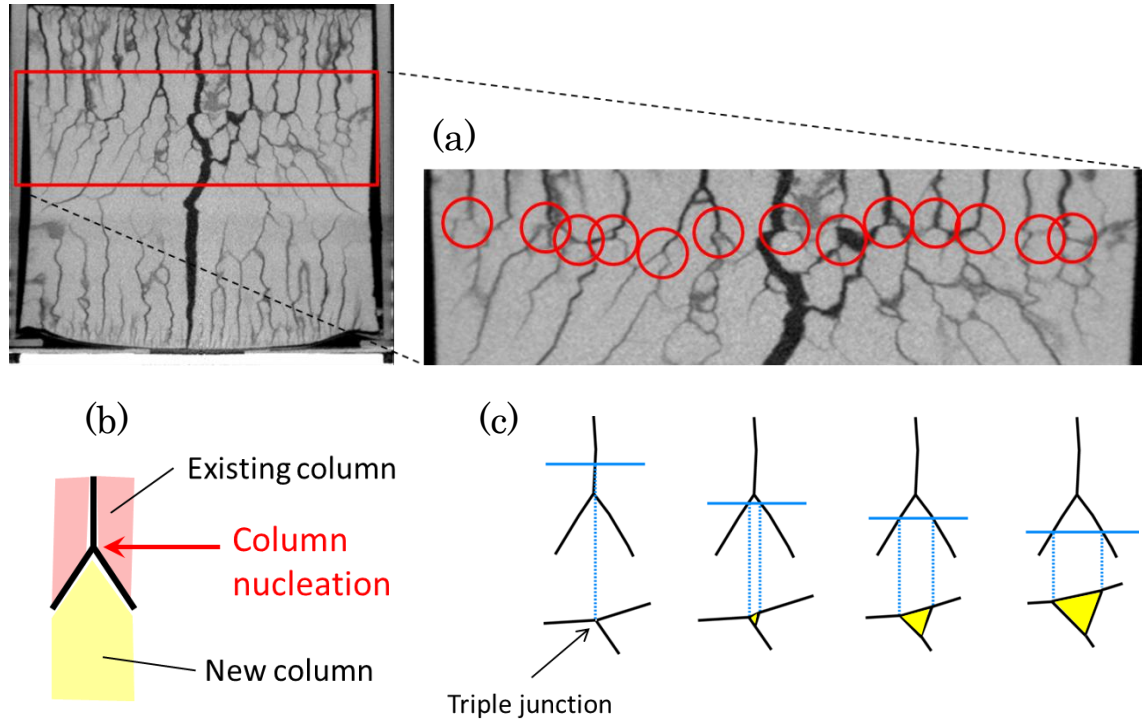 (a)
(b)
Existing column
Column
nucleation
New column
(c)
Triple junction